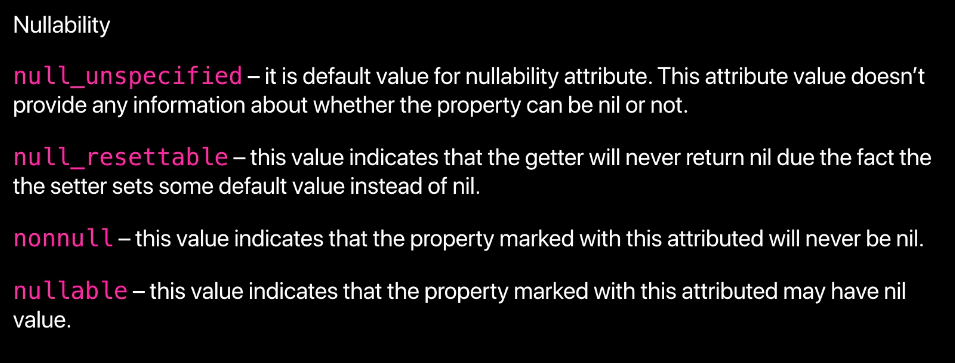 Nullability
null_unspecified – it is default value for nullability attribute. This attribute value doesn’t
provide any information about whether the property can be nil or not.
null_resettable – this value indicates that the getter will never return nil due the fact the
the setter sets some default value instead of nil.
nonnull – this value indicates that the property marked with this attributed will never be nil.
nullable – this value indicates that the property marked with this attributed may have nil
value.